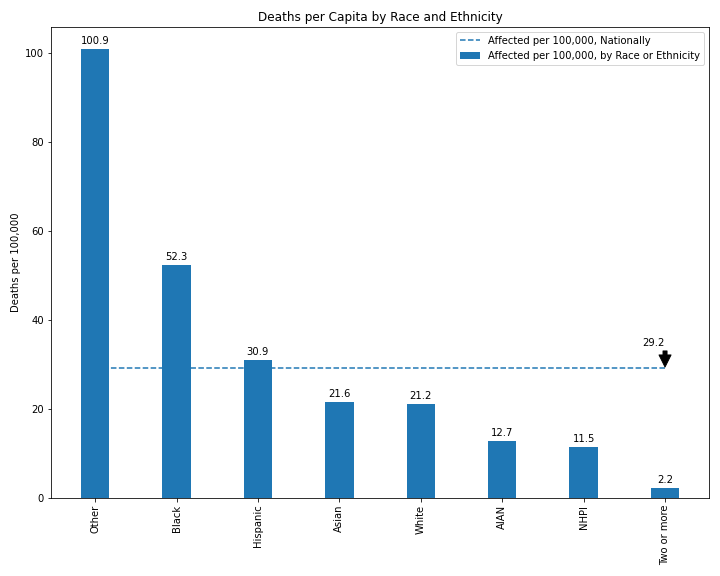 Deaths per Capita by Race and Ethnicity
Affected per 100,000, Nationally
Affected per 100,000, by Race or Ethnicity
Deaths per 100,000
100
80
60
40
20
0
100.9
52.3
30.9
21.6
21.2
12.7
11.5
2.2
29.2
Other
Black
Hispanic
Asian
White
AIAN
NHPI
Two or more